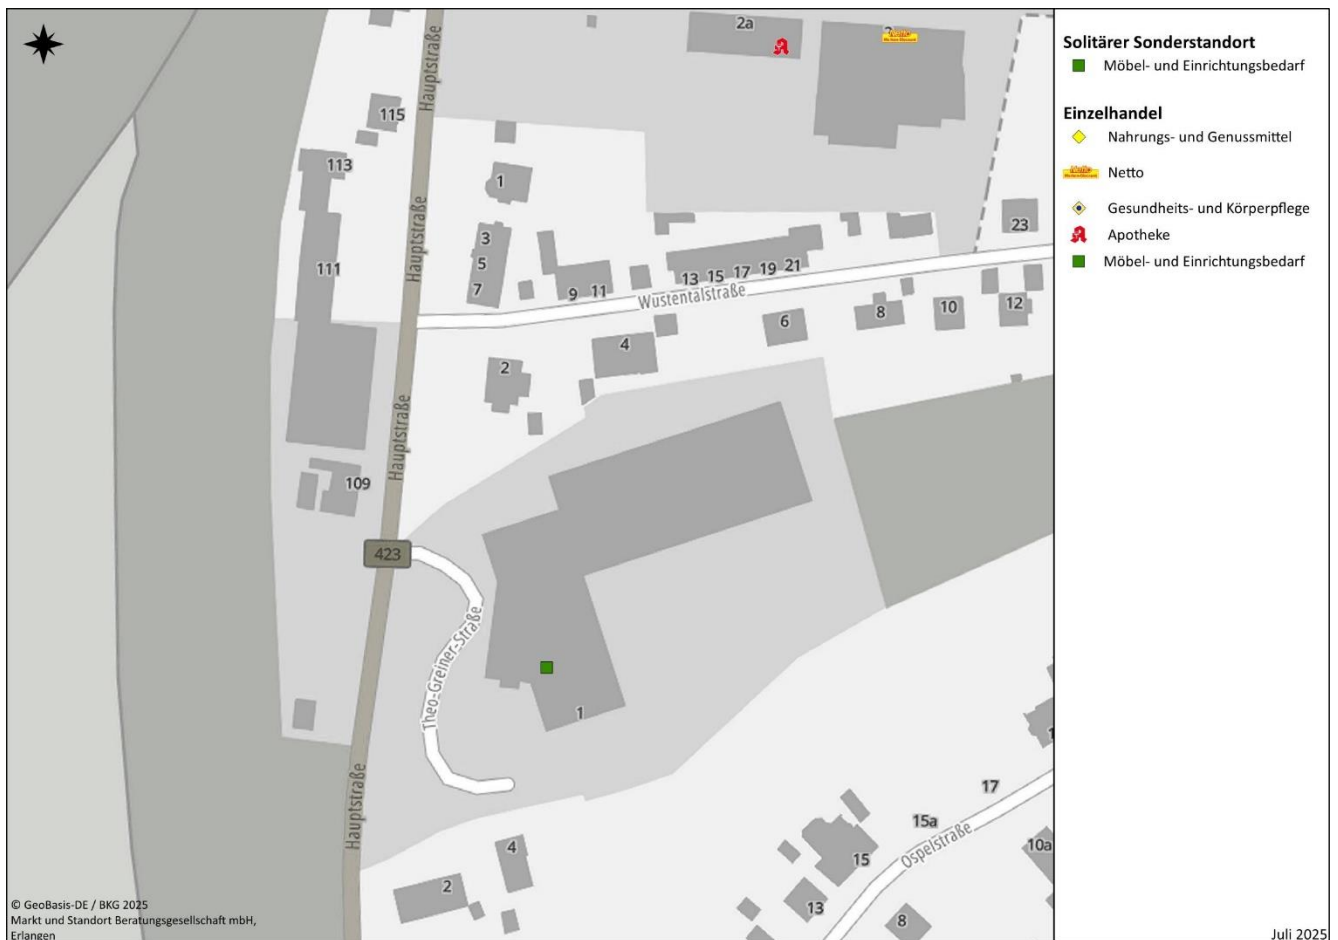 2a
Netto
Hauptstraße
115
113
1
Hauptstraße
3
5
7
111
23
9
11
13
15
17
19
21
Wüstentalstraße
2
4
6
8
10
12
Hauptstraße
109
423
Theo-Greiner-Straße
1
Hauptstraße
2
4
17
15a
15
Ospelstraße
10a
13
8
© GeoBasis-DE / BKG 2025
Markt und Standort Beratungsgesellschaft mbH,
Erlangen
Solitärer Sonderstandort
Möbel- und Einrichtungsbedarf
Einzelhandel
Nahrungs- und Genussmittel
Netto
Netto
Gesundheits- und Körperpflege
Apotheke
Möbel- und Einrichtungsbedarf
Juli 2025